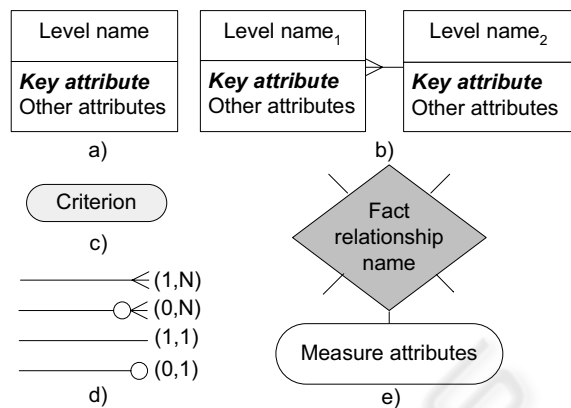 Level name
Key attribute
Other attributes
a)
Level name₁
Key attribute
Other attributes
Level name₂
Key attribute
Other attributes
b)
Criterion
c)
(1,N)
(0,N)
(1,1)
(0,1)
d)
Fact
relationship
name
Measure attributes
e)